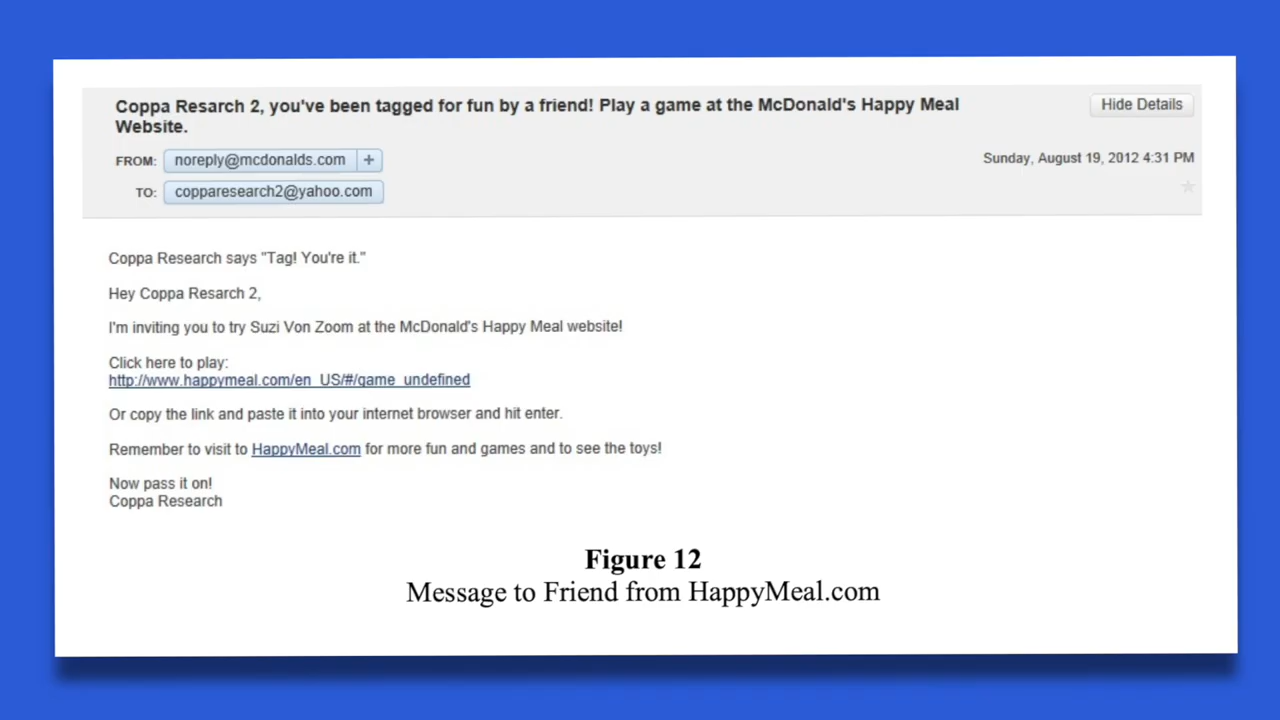 Coppa Resarch 2, you've been tagged for fun by a friend! Play a game at the McDonald's Happy Meal
Website.
Hide Details
FROM: noreply@mcdonalds.com +
Sunday, August 19, 2012 4:31 PM
TO: copparesearch2@yahoo.com
Coppa Research says "Tag! You're it."
Hey Coppa Resarch 2,
I'm inviting you to try Suzi Von Zoom at the McDonald's Happy Meal website!
Click here to play:
http://www.happymeal.com/en_US/#/game_undefined
Or copy the link and paste it into your internet browser and hit enter.
Remember to visit to HappyMeal.com for more fun and games and to see the toys!
Now pass it on!
Coppa Research
Figure 12
Message to Friend from HappyMeal.com